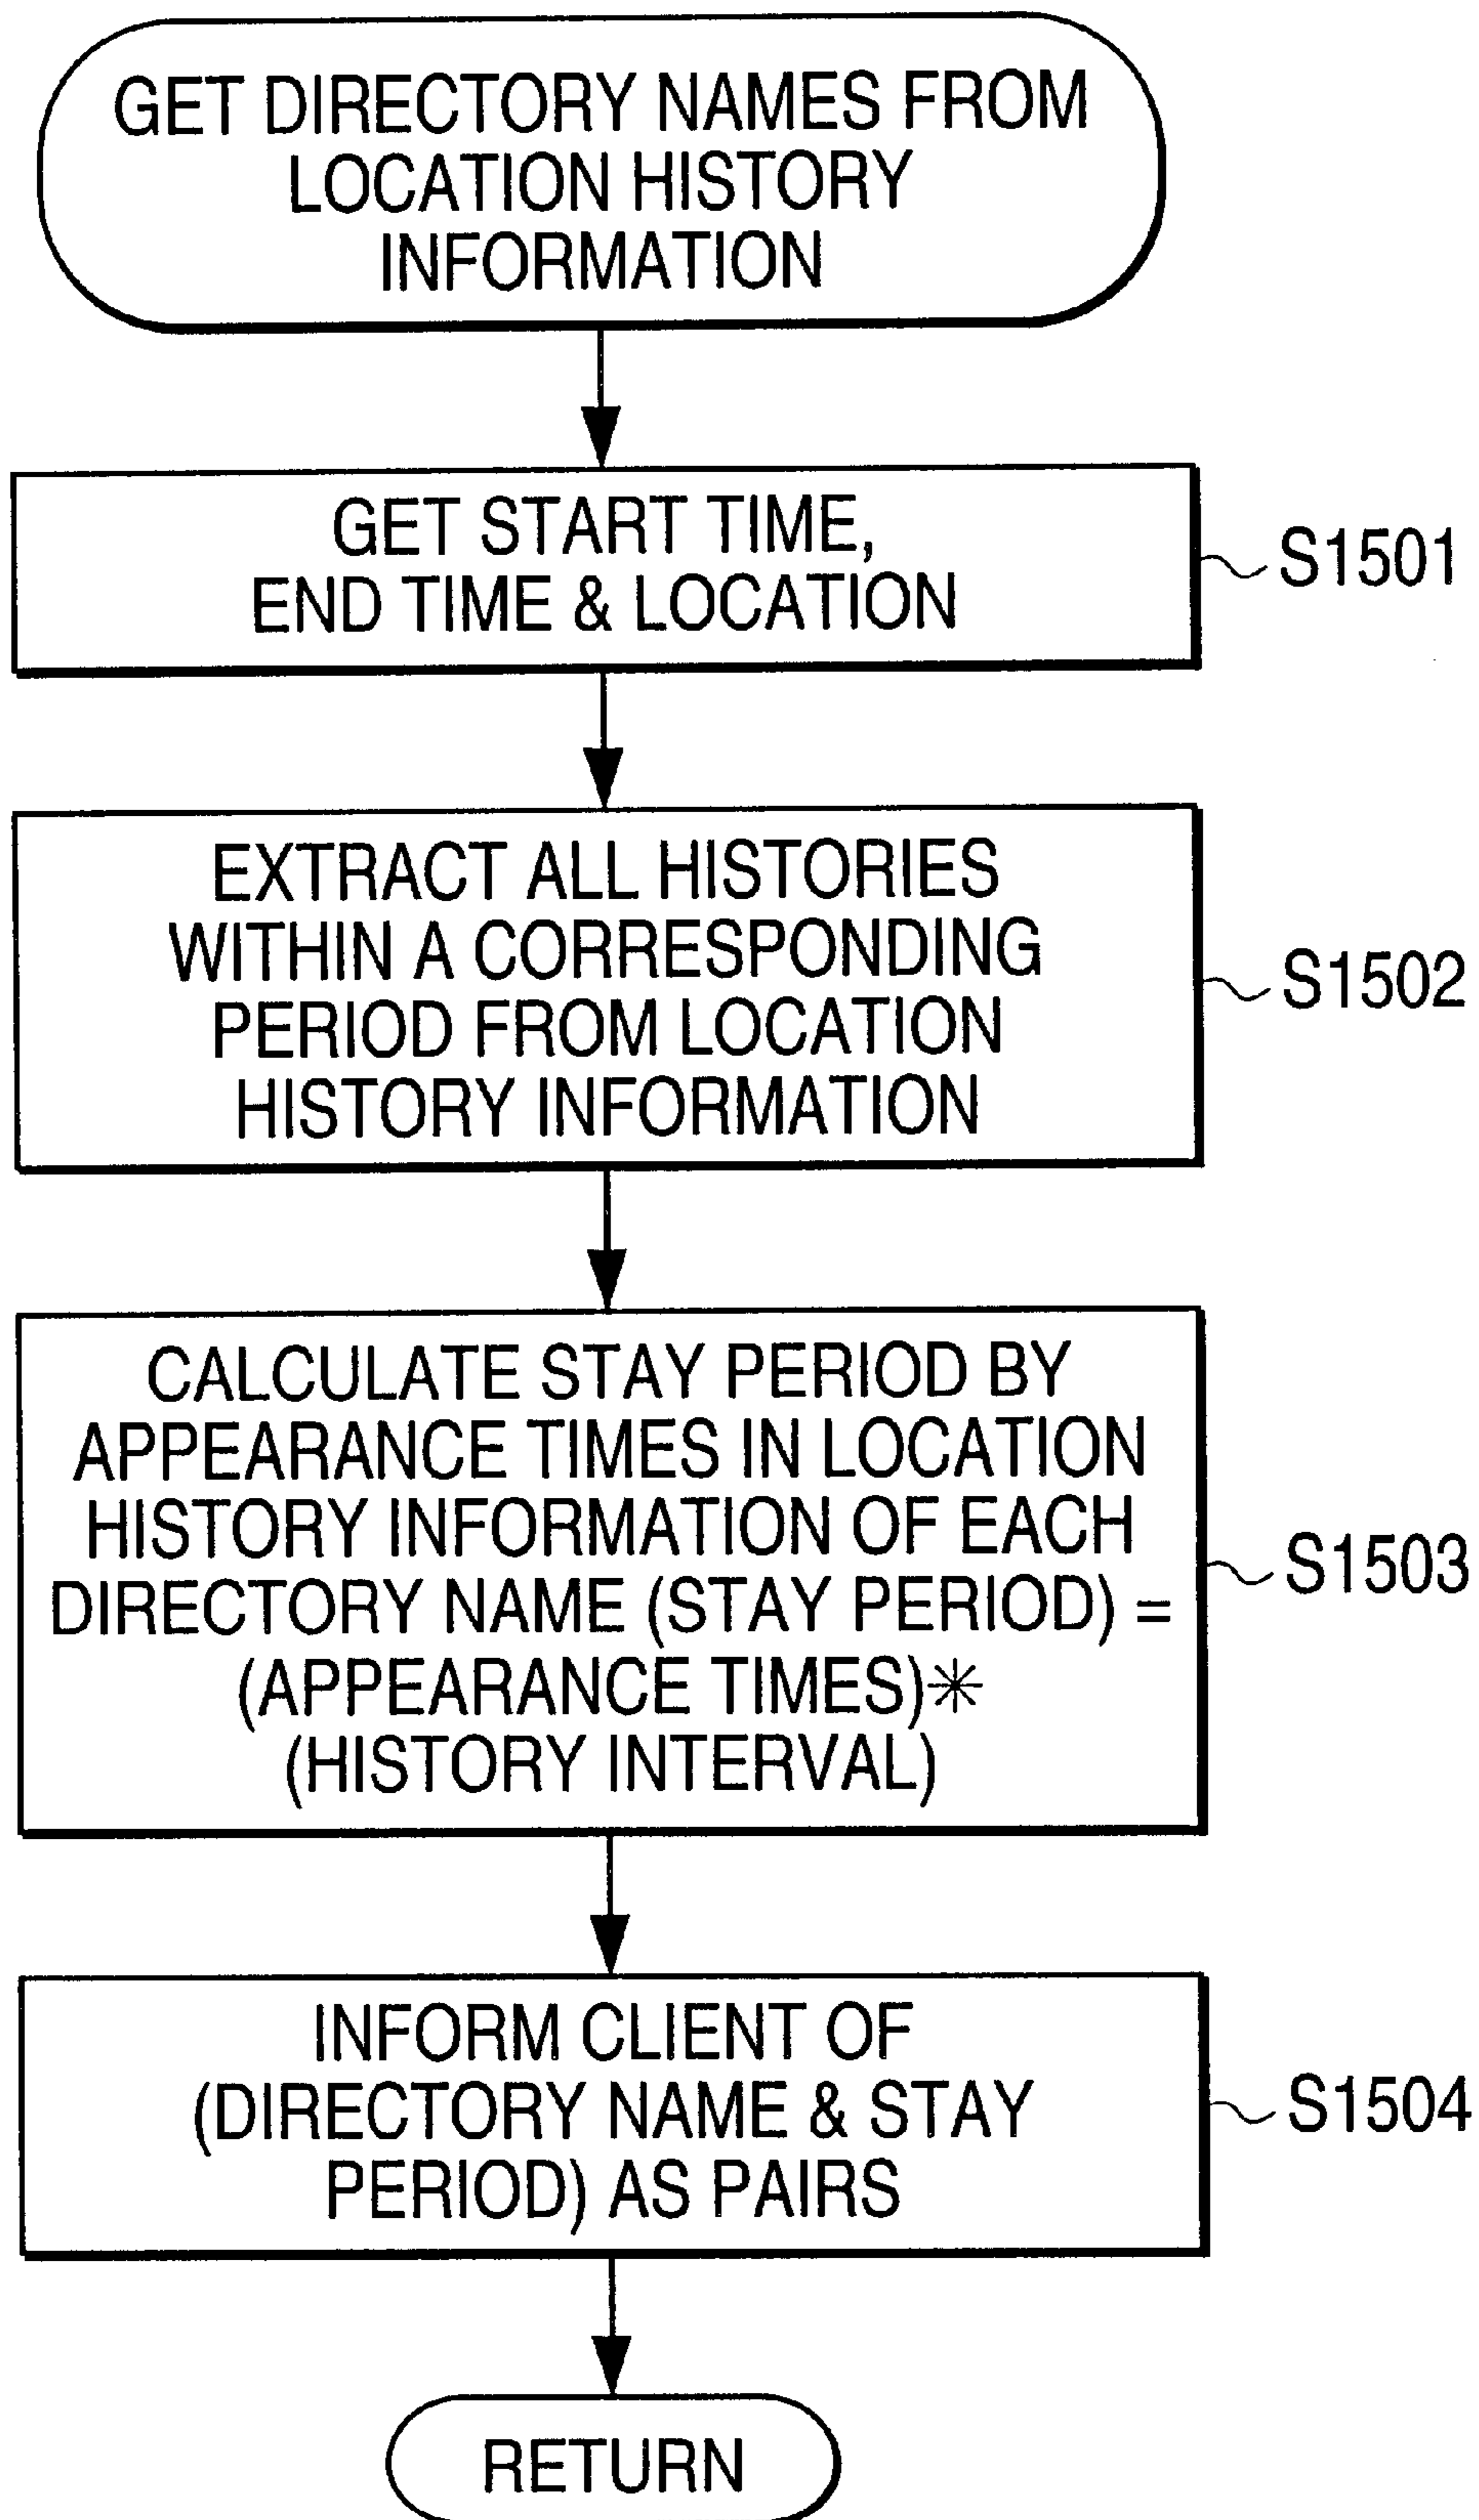 GET DIRECTORY NAMES FROM
LOCATION HISTORY
INFORMATION
GET START TIME,
END TIME & LOCATION
S1501
EXTRACT ALL HISTORIES
WITHIN A CORRESPONDING
PERIOD FROM LOCATION
HISTORY INFORMATION
S1502
CALCULATE STAY PERIOD BY
APPEARANCE TIMES IN LOCATION
HISTORY INFORMATION OF EACH
DIRECTORY NAME (STAY PERIOD) =
(APPEARANCE TIMES)*
(HISTORY INTERVAL)
S1503
INFORM CLIENT OF
(DIRECTORY NAME & STAY
PERIOD) AS PAIRS
S1504
RETURN